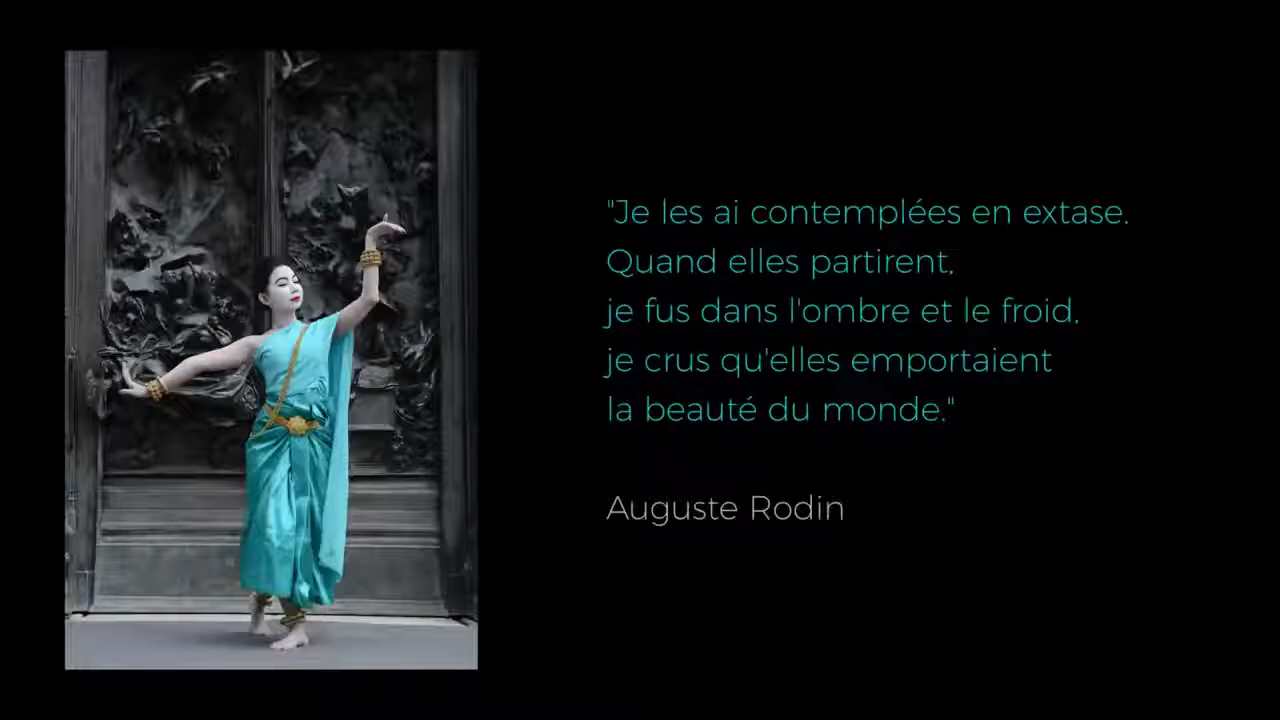 "Je les ai contemplées en extase.
Quand elles partirent,
je fus dans l'ombre et le froid,
je crus qu'elles emportaient
la beauté du monde."
Auguste Rodin